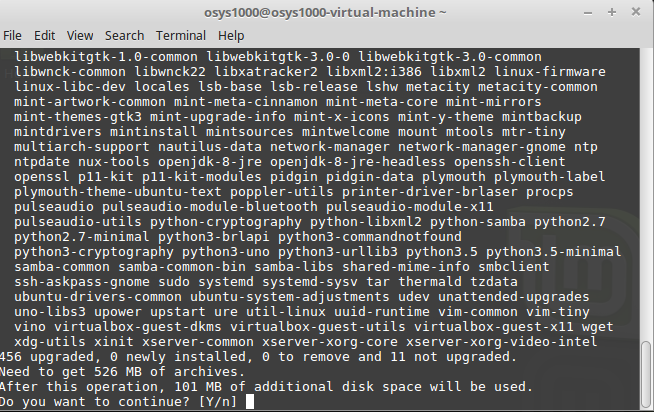 osys1000@osys1000-virtual-machine ~
File Edit View Search Terminal Help
libwebkitgtk-1.0-common libwebkitgtk-3.0-0 libwebkitgtk-3.0-common
libwnck-common libwnck22 libxatracker2 libxml2:i386 libxml2 linux-firmware
linux-libc-dev locales lsb-base lsb-release lshw metacity metacity-common
mint-artwork-common mint-meta-cinnamon mint-meta-core mint-mirrors
mint-themes-gtk3 mint-upgrade-info mint-x-icons mint-y-theme mintbackup
mintdrivers mintinstall mintsources mintwelcome mount mtools mtr-tiny
multiarch-support nautilus-data network-manager network-manager-gnome ntp
ntpdate nux-tools openjdk-8-jre openjdk-8-jre-headless openssh-client
openssl p11-kit p11-kit-modules pidgin pidgin-data plymouth plymouth-label
plymouth-theme-ubuntu-text poppler-utils printer-driver-brlaser procps
pulseaudio pulseaudio-module-bluetooth pulseaudio-module-x11
pulseaudio-utils python-cryptography python-libxml2 python-samba python2.7
python2.7-minimal python3-brlapi python3-commandnotfound
python3-cryptography python3-uno python3-urllib3 python3.5 python3.5-minimal
samba-common samba-common-bin samba-libs shared-mime-info smbclient
ssh-askpass-gnome sudo systemd systemd-sysv tar thermald tzdata
ubuntu-drivers-common ubuntu-system-adjustments udev unattended-upgrades
uno-libs3 upower upstart ure util-linux uuid-runtime vim-common vim-tiny
vino virtualbox-guest-dkms virtualbox-guest-utils virtualbox-guest-x11 wget
xdg-utils xinit xserver-common xserver-xorg-core xserver-xorg-video-intel
456 upgraded, 0 newly installed, 0 to remove and 11 not upgraded.
Need to get 526 MB of archives.
After this operation, 101 MB of additional disk space will be used.
Do you want to continue? [Y/n]